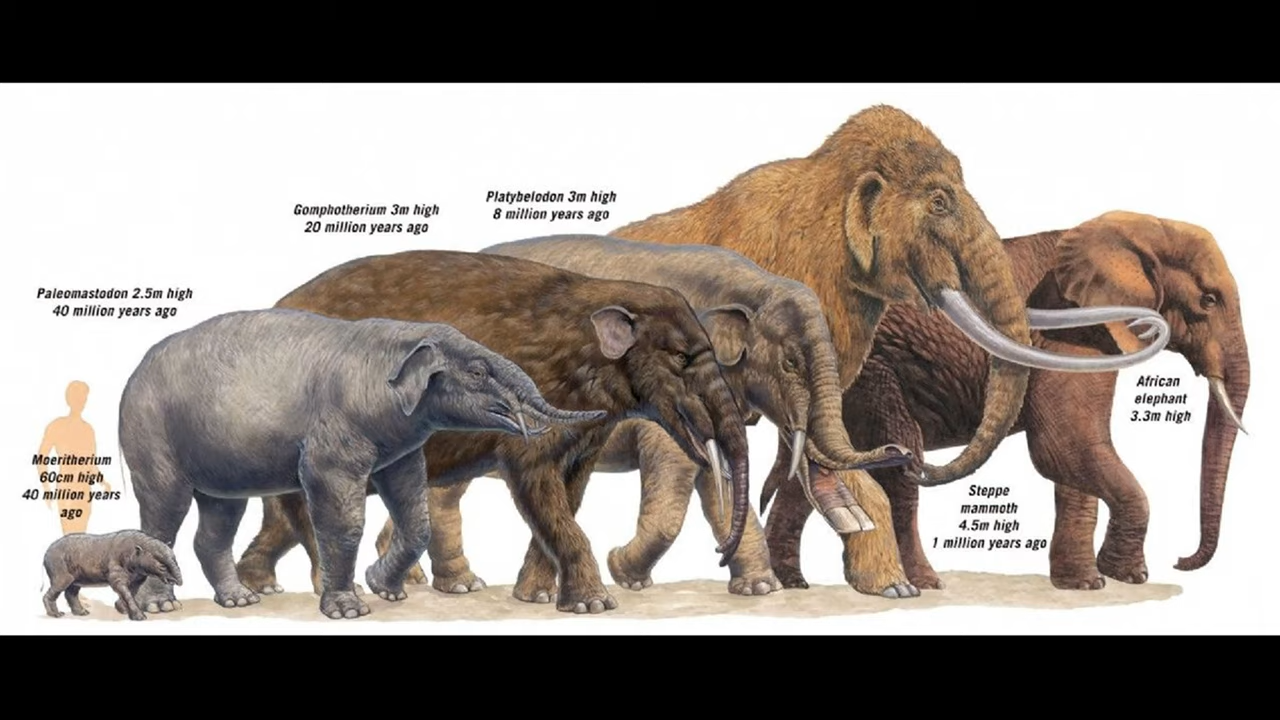 Platybelodon 3m high
8 million years ago
Gomphotherium 3m high
20 million years ago
Paleomastodon 2.5m high
40 million years ago
African
elephant
3.3m high
Moeritherium
60cm high
40 million years
ago
Steppe
mammoth
4.5m high
1 million years ago